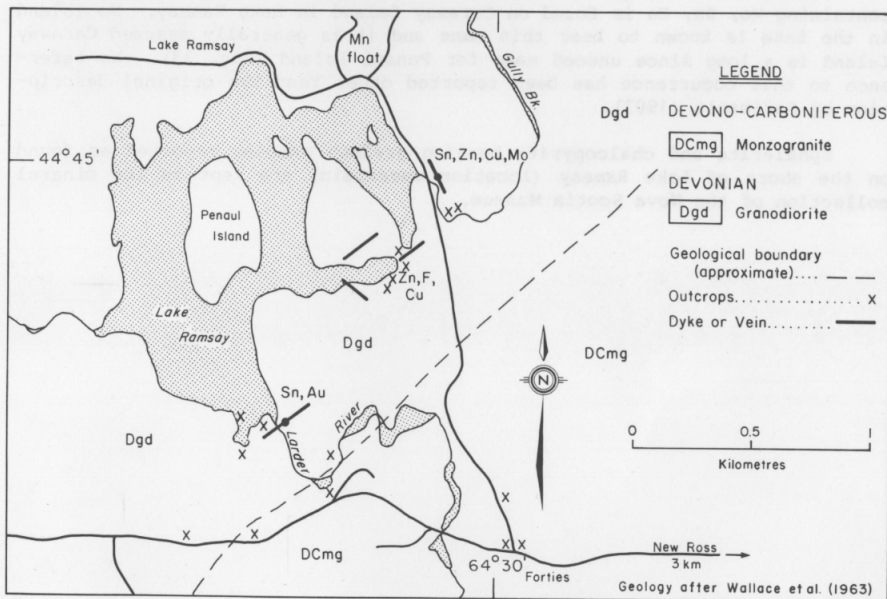 Lake Ramsay
Mn
float
Gully Bk.
LEGEND
Dgd
DEVONO-CARBONIFEROUS
DCmg Monzogranite
DEVONIAN
Dgd Granodiorite
Geological boundary
(approximate)....
Outcrops......... x
Dyke or Vein........
44°45'
Sn,Zn,Cu,Mo
Penaul
Island
Zn,F,
Cu
Lake
Ramsay
Dgd
DCmg
N
Sn,Au
River
Larder
Dgd
0 0.5 1
Kilometres
DCmg
64°30'
Forties
New Ross
3 km
Geology after Wallace et al. (1963)